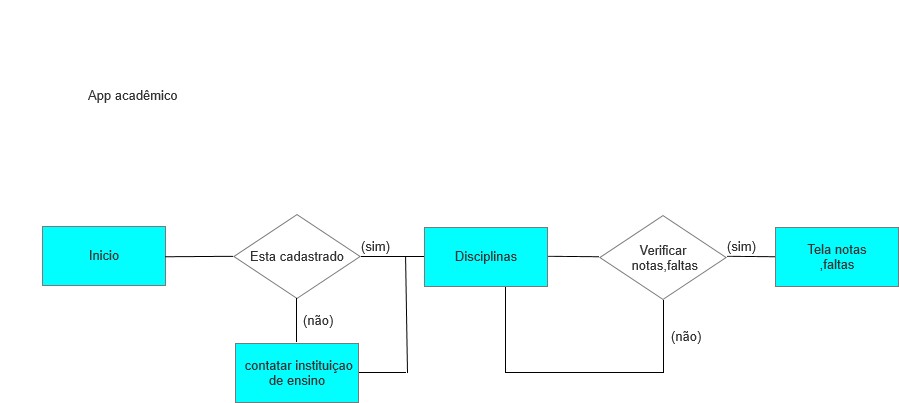 App acadêmico
Inicio
Esta cadastrado
(sim)
(não)
contatar instituiçao
de ensino
Disciplinas
Verificar
notas,faltas
(sim)
(não)
Tela notas
,faltas